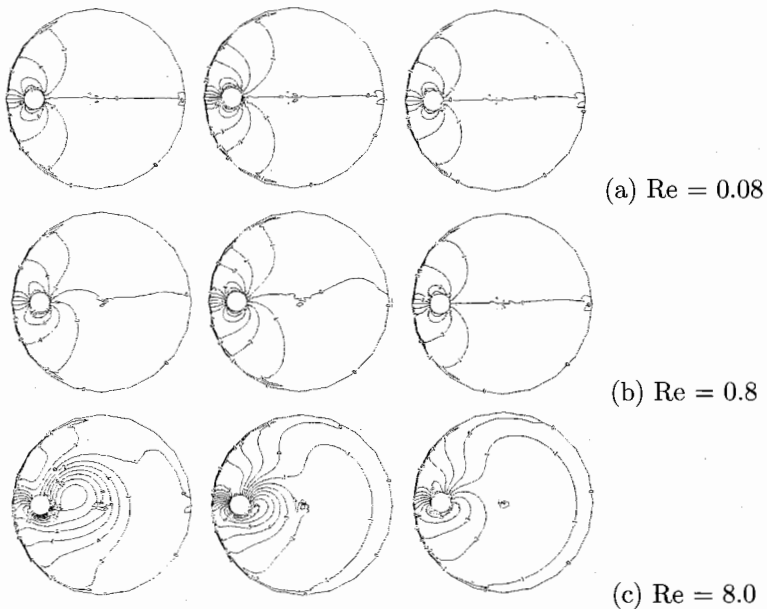 (a) Re = 0.08
(b) Re = 0.8
(c) Re = 8.0